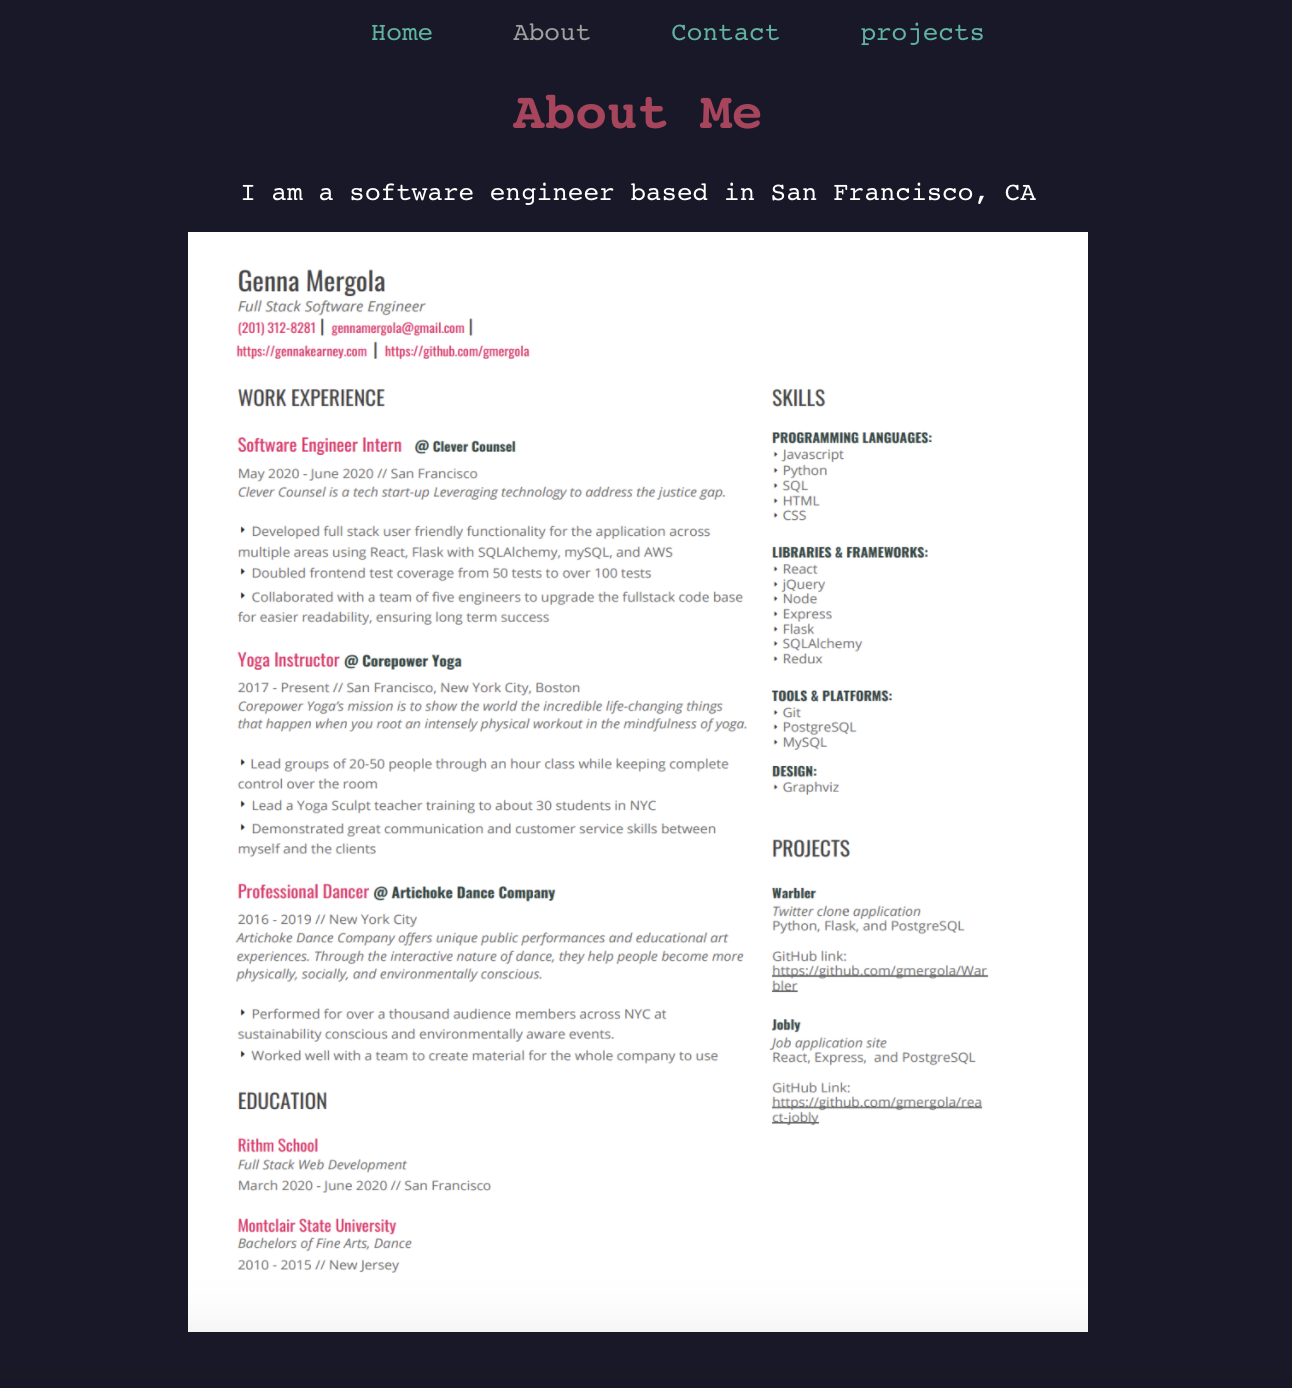 Home About Contact projects
About Me
I am a software engineer based in San Francisco, CA
Genna Mergola
Full Stack Software Engineer
(201) 312-8281 | gennamergola@gmail.com |
https://gennakearney.com | https://github.com/gmergola
WORK EXPERIENCE
Software Engineer Intern @ Clever Counsel
May 2020 - June 2020 // San Francisco
Clever Counsel is a tech start-up Leveraging technology to address the justice gap.
‣ Developed full stack user friendly functionality for the application across
multiple areas using React, Flask with SQLAlchemy, mySQL, and AWS
‣ Doubled frontend test coverage from 50 tests to over 100 tests
‣ Collaborated with a team of five engineers to upgrade the fullstack code base
for easier readability, ensuring long term success
Yoga Instructor @ Corepower Yoga
2017 - Present // San Francisco, New York City, Boston
Corepower Yoga's mission is to show the world the incredible life-changing things
that happen when you root an intensely physical workout in the mindfulness of yoga.
‣ Lead groups of 20-50 people through an hour class while keeping complete
control over the room
‣ Lead a Yoga Sculpt teacher training to about 30 students in NYC
‣ Demonstrated great communication and customer service skills between
myself and the clients
Professional Dancer @ Artichoke Dance Company
2016 - 2019 // New York City
Artichoke Dance Company offers unique public performances and educational art
experiences. Through the interactive nature of dance, they help people become more
physically, socially, and environmentally conscious.
‣ Performed for over a thousand audience members across NYC at
sustainability conscious and environmentally aware events.
‣ Worked well with a team to create material for the whole company to use
EDUCATION
Rithm School
Full Stack Web Development
March 2020 - June 2020 // San Francisco
Montclair State University
Bachelors of Fine Arts, Dance
2010 - 2015 // New Jersey
SKILLS
PROGRAMMING LANGUAGES:
‣ Javascript
‣ Python
‣ SQL
‣ HTML
‣ CSS
LIBRARIES & FRAMEWORKS:
‣ React
‣ jQuery
‣ Node
‣ Express
‣ Flask
‣ SQLAlchemy
‣ Redux
TOOLS & PLATFORMS:
‣ Git
‣ PostgreSQL
‣ MySQL
DESIGN:
‣ Graphviz
PROJECTS
Warbler
Twitter clone application
Python, Flask, and PostgreSQL
GitHub link:
https://github.com/gmergola/War
bler
Jobly
Job application site
React, Express, and PostgreSQL
GitHub Link:
https://github.com/gmergola/rea
ct-jobly